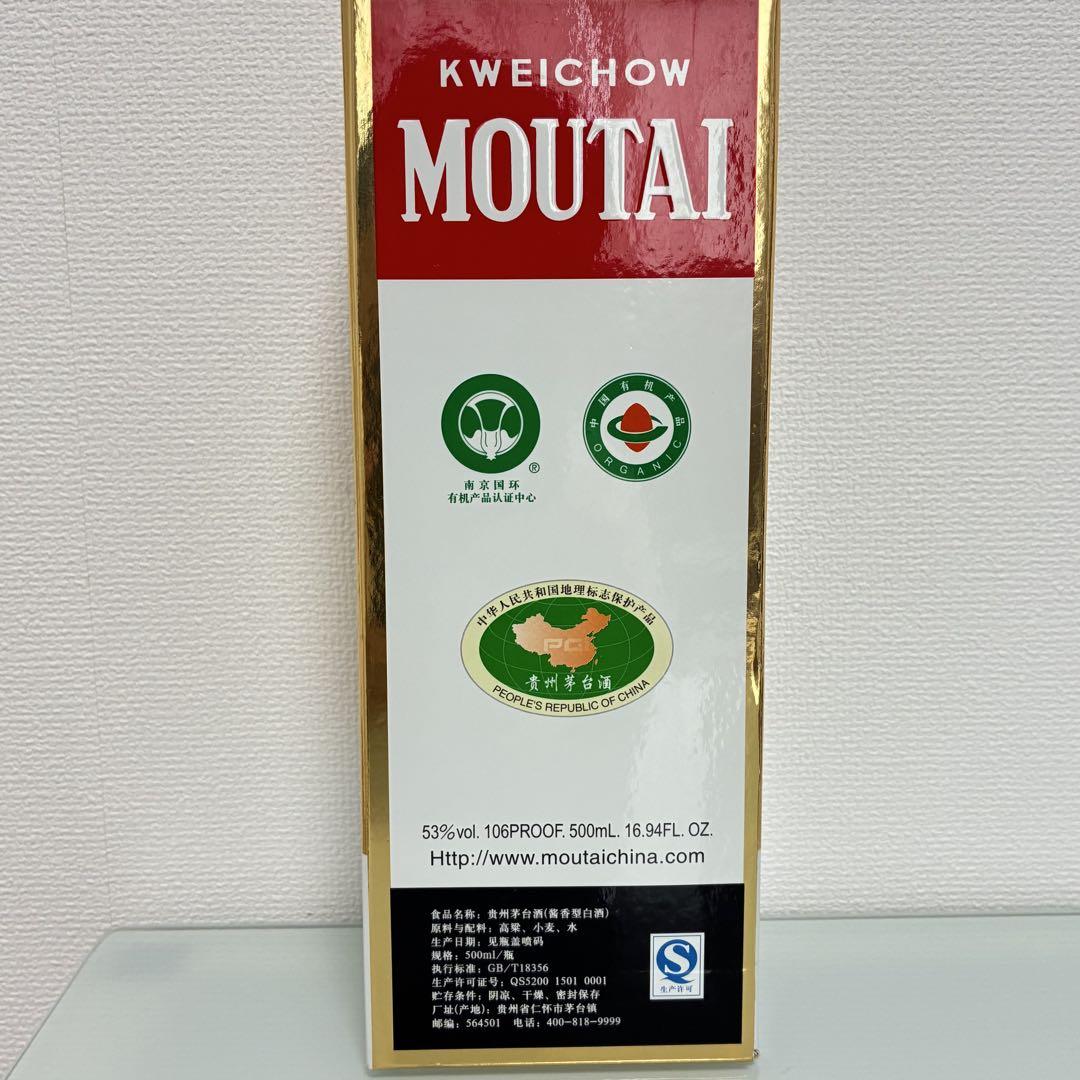 KWEICHOW
MOUTAI
®
南京国环
有机产品认证中心
中国有机产品
ORGANIC
中华人民共和国地理标志保护产品
PGI
贵州茅台酒
PEOPLE'S REPUBLIC OF CHINA
53%vol. 106PROOF. 500mL. 16.94FL. OZ.
Http://www.moutaichina.com
食品名称: 贵州茅台酒(酱香型白酒)
原料与配料: 高粱、小麦、水
生产日期: 见瓶盖喷码
规格: 500ml/瓶
执行标准: GB/T18356
生产许可证号: QS5200 1501 0001
贮存条件: 阴凉、干燥、密封保存
厂址(产地): 贵州省仁怀市茅台镇
邮编: 564501 电话: 400-818-9999
S
生产许可